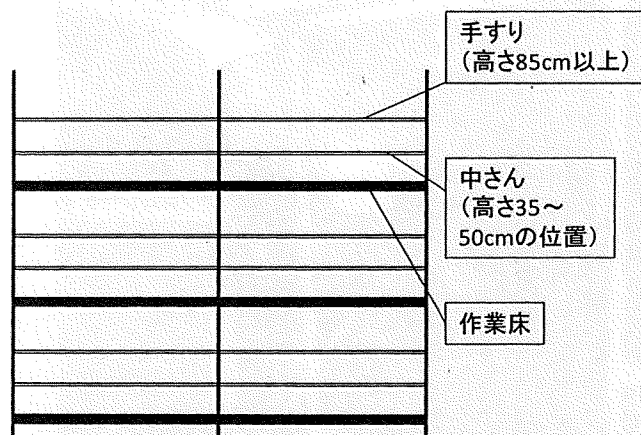 手すり
（高さ85cm以上）
中さん
（高さ35～
50cmの位置）
作業床